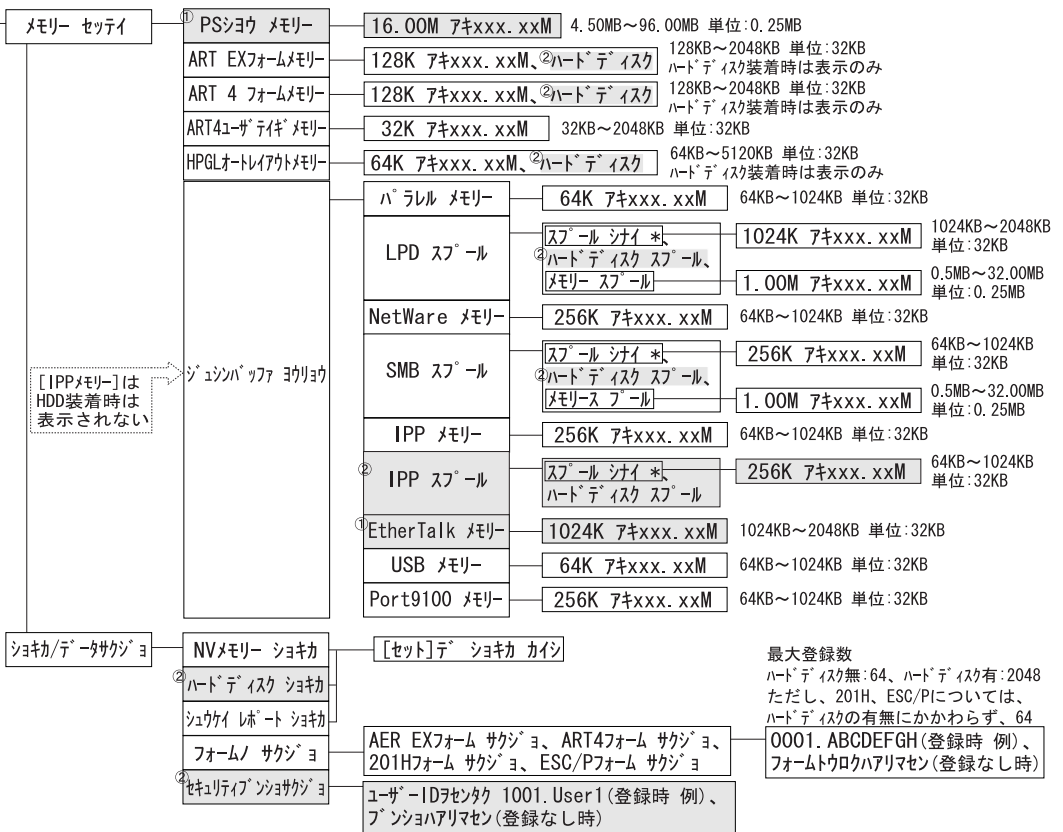 メモリー セッテイ
①PSショウ メモリー
16.00M アキxxx.xxM
4.50MB～96.00MB 単位:0.25MB
ART EXフォームメモリー
128K アキxxx.xxM、②ハードディスク
128KB～2048KB 単位:32KB
ハードディスク装着時は表示のみ
ART 4 フォームメモリー
128K アキxxx.xxM、②ハードディスク
128KB～2048KB 単位:32KB
ハードディスク装着時は表示のみ
ART4ユーザテイギメモリー
32K アキxxx.xxM
32KB～2048KB 単位:32KB
HPGLオートレイアウトメモリー
64K アキxxx.xxM、②ハードディスク
64KB～5120KB 単位:32KB
ハードディスク装着時は表示のみ
[IPPメモリー]は
HDD装着時は
表示されない
ジュシンバッファ ヨウリョウ
パラレル メモリー
64K アキxxx.xxM
64KB～1024KB 単位:32KB
LPD スプール
スプール シナイ *、
②ハードディスク スプール、
メモリー スプール
1024K アキxxx.xxM
1024KB～2048KB
単位:32KB
1.00M アキxxx.xxM
0.5MB～32.00MB
単位:0.25MB
NetWare メモリー
256K アキxxx.xxM
64KB～1024KB 単位:32KB
SMB スプール
スプール シナイ *、
②ハードディスク スプール、
メモリース プール
256K アキxxx.xxM
64KB～1024KB
単位:32KB
1.00M アキxxx.xxM
0.5MB～32.00MB
単位:0.25MB
IPP メモリー
256K アキxxx.xxM
64KB～1024KB 単位:32KB
②IPP スプール
スプール シナイ *、
ハードディスク スプール
256K アキxxx.xxM
64KB～1024KB
単位:32KB
①EtherTalk メモリー
1024K アキxxx.xxM
1024KB～2048KB 単位:32KB
USB メモリー
64K アキxxx.xxM
64KB～1024KB 単位:32KB
Port9100 メモリー
256K アキxxx.xxM
64KB～1024KB 単位:32KB
ショキカ/データサクジョ
NVメモリー ショキカ
[セット]デ ショキカ カイシ
②ハードディスク ショキカ
シュウケイ レポート ショキカ
フォームノ サクジョ
AER EXフォーム サクジョ、ART4フォーム サクジョ、
201Hフォーム サクジョ、ESC/Pフォーム サクジョ
最大登録数
ハードディスク無:64、ハードディスク有:2048
ただし、201H、ESC/Pについては、
ハードディスクの有無にかかわらず、64
0001.ABCDEFGH(登録時 例)、
フォームトウロクハアリマセン(登録なし時)
②セキュリティブンショサクジョ
ユーザーIDヲセンタク 1001.User1(登録時 例)、
ブンショハアリマセン(登録なし時)